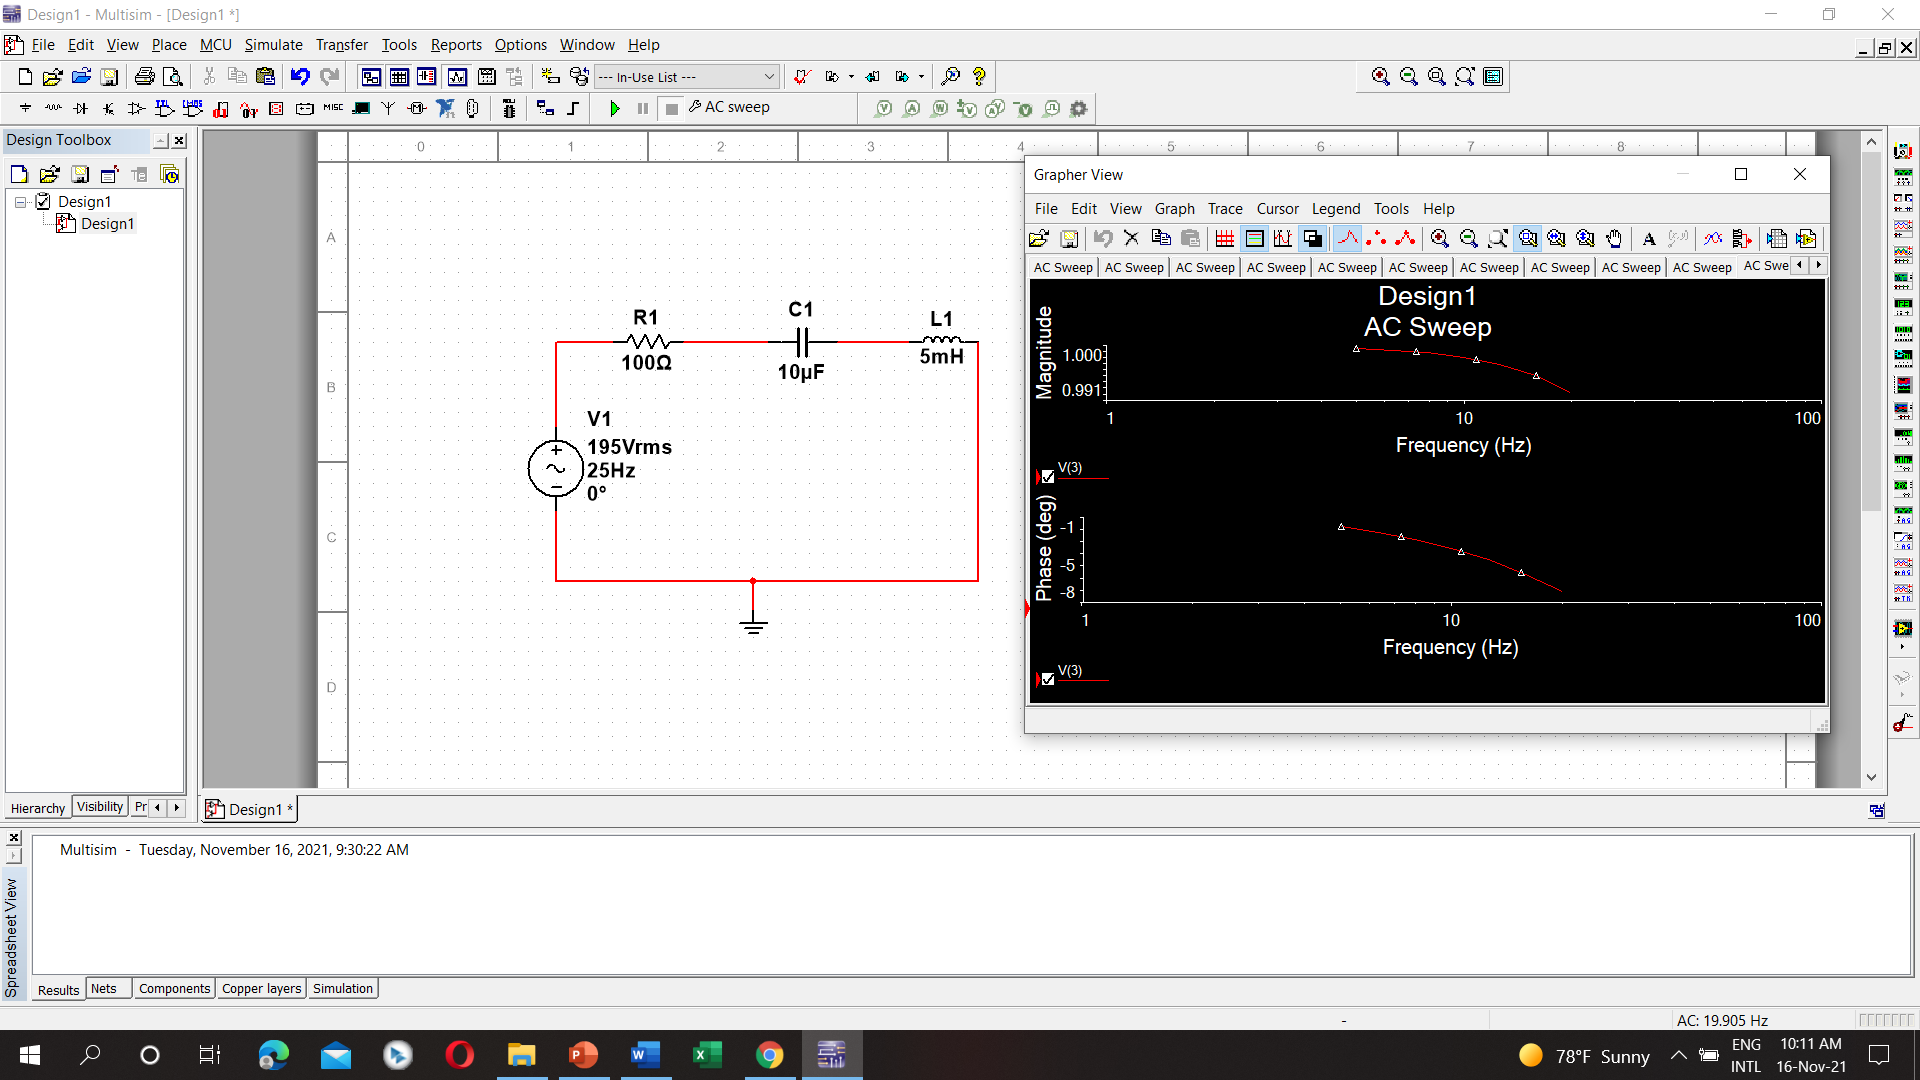 Design1 - Multisim - [Design1 *]
File Edit View Place MCU Simulate Transfer Tools Reports Options Window Help
--- In-Use List ---
MISC
AC sweep
Design Toolbox
Design1
Design1
Hierarchy Visibility Pr
0 1 2 3 4 5 6 7 8
A
B
C
D
R1
100Ω
C1
10µF
L1
5mH
V1
195Vrms
25Hz
0°
Grapher View
File Edit View Graph Trace Cursor Legend Tools Help
AC Sweep AC Sweep AC Sweep AC Sweep AC Sweep AC Sweep AC Sweep AC Sweep AC Sweep AC Sweep AC Swe
Design1
AC Sweep
Magnitude
1.000
0.991
1 10 100
Frequency (Hz)
V(3)
Phase (deg)
-1
-5
-8
1 10 100
Frequency (Hz)
V(3)
Design1 *
Multisim - Tuesday, November 16, 2021, 9:30:22 AM
Spreadsheet View
Results Nets Components Copper layers Simulation
- AC: 19.905 Hz
78°F Sunny
ENG
INTL
10:11 AM
16-Nov-21